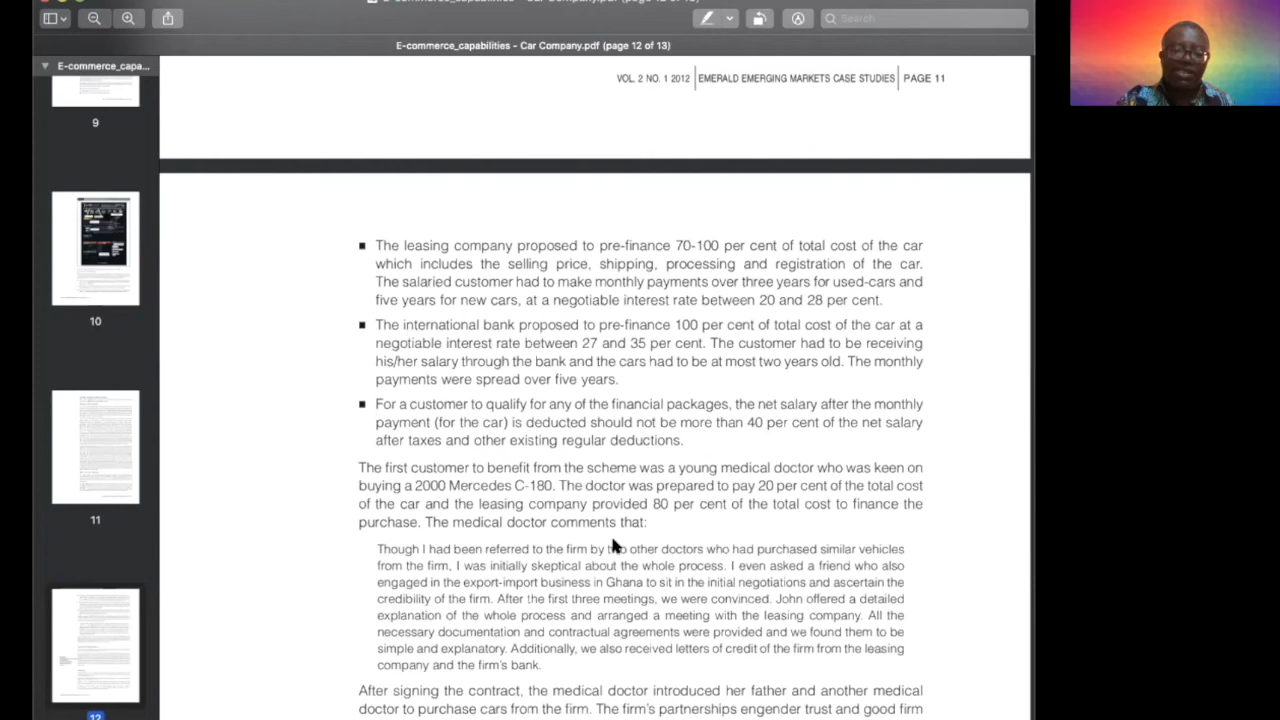 E-commerce_capabilities - Car Company.pdf (page 12 of 13)
Search
E-commerce_capabilities - Car Company.pdf (page 12 of 13)
E-commerce_capa...
9
10
11
12
VOL. 2 NO. 1 2012 EMERALD EMERGING MARKETS CASE STUDIES PAGE 11
■ The leasing company proposed to pre-finance 70-100 per cent of total cost of the car
which includes the selling price, shipping, processing and registration of the car.
The salaried customer had to make monthly payments over three years for used-cars and
five years for new cars, at a negotiable interest rate between 20 and 28 per cent.
■ The international bank proposed to pre-finance 100 per cent of total cost of the car at a
negotiable interest rate between 27 and 35 per cent. The customer had to be receiving
his/her salary through the bank and the cars had to be at most two years old. The monthly
payments were spread over five years.
■ For a customer to qualify for any of the financial packages, the net salary after the monthly
payment (for the car) is deducted should not be more than 40 per cent of the net salary
after taxes and other existing regular deductions.
The first customer to benefit from the scheme was a young medical doctor who was keen on
buying a 2000 Mercedes C-180. The doctor was prepared to pay 20 per cent of the total cost
of the car and the leasing company provided 80 per cent of the total cost to finance the
purchase. The medical doctor comments that:
Though I had been referred to the firm by two other doctors who had purchased similar vehicles
from the firm, I was initially skeptical about the whole process. I even asked a friend who also
engaged in the export-import business in Ghana to sit in the initial negotiations and ascertain the
credibility of the firm. After the first three meetings, we were convinced. John offered a detailed
explanation of the whole process and arranged a meeting with the leasing company. All the
necessary documentation and contractual agreements were provided and we found them to be
simple and explanatory. Additionally, we also received letters of credit of the firm from the leasing
company and the firm's bank.
After signing the contract, the medical doctor introduced her father and another medical
doctor to purchase cars from the firm. The firm's partnerships engender trust and good firm